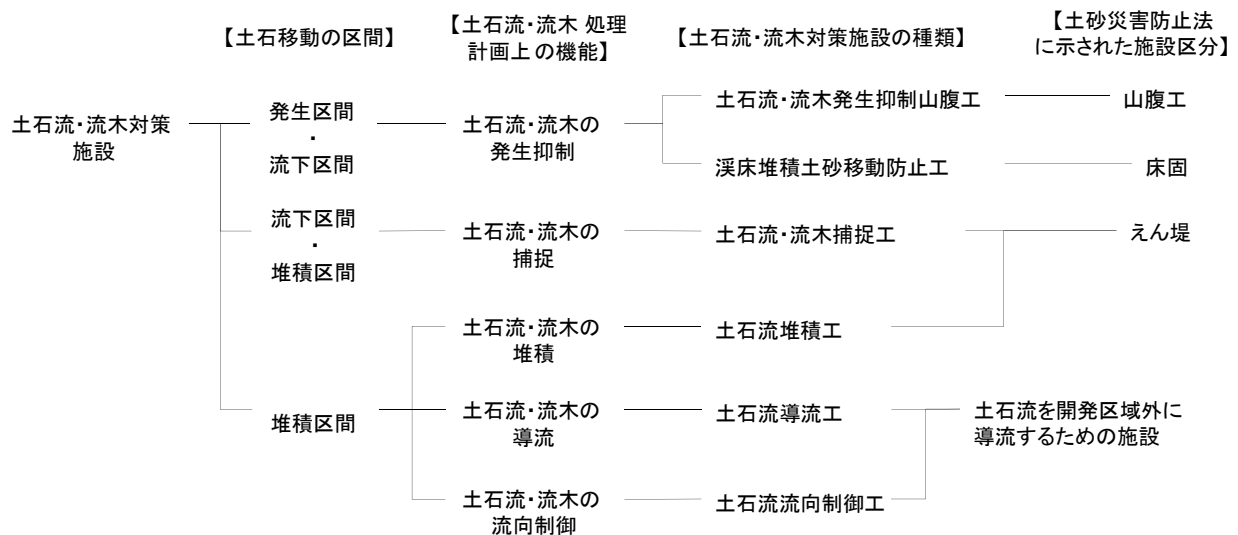 【土石移動の区間】
【土石流・流木 処理
計画上の機能】
【土石流・流木対策施設の種類】
【土砂災害防止法
に示された施設区分】
土石流・流木対策
施設
発生区間
・
流下区間
土石流・流木の
発生抑制
土石流・流木発生抑制山腹工
山腹工
渓床堆積土砂移動防止工
床固
流下区間
・
堆積区間
土石流・流木の
捕捉
土石流・流木捕捉工
えん堤
堆積区間
土石流・流木の
堆積
土石流堆積工
土石流・流木の
導流
土石流導流工
土石流を開発区域外に
導流するための施設
土石流・流木の
流向制御
土石流流向制御工